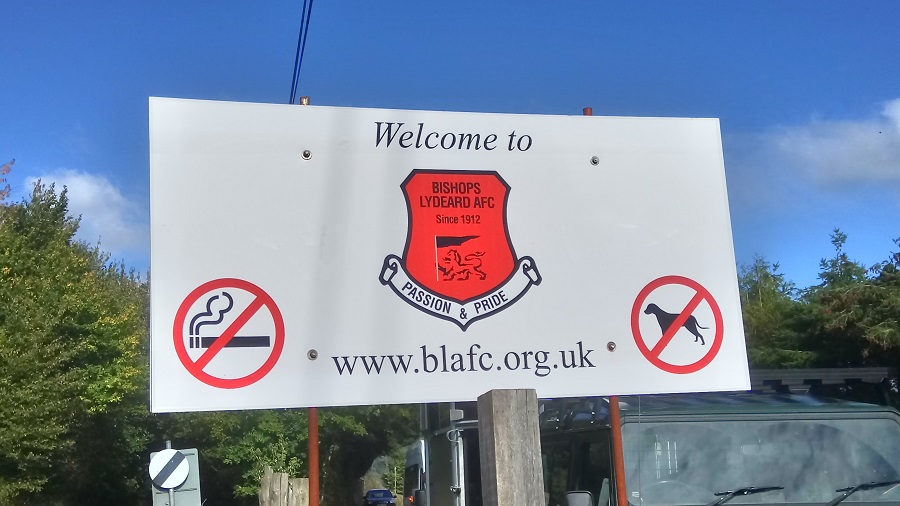 Welcome to
BISHOPS
LYDEARD AFC
Since 1912
PASSION & PRIDE
www.blafc.org.uk